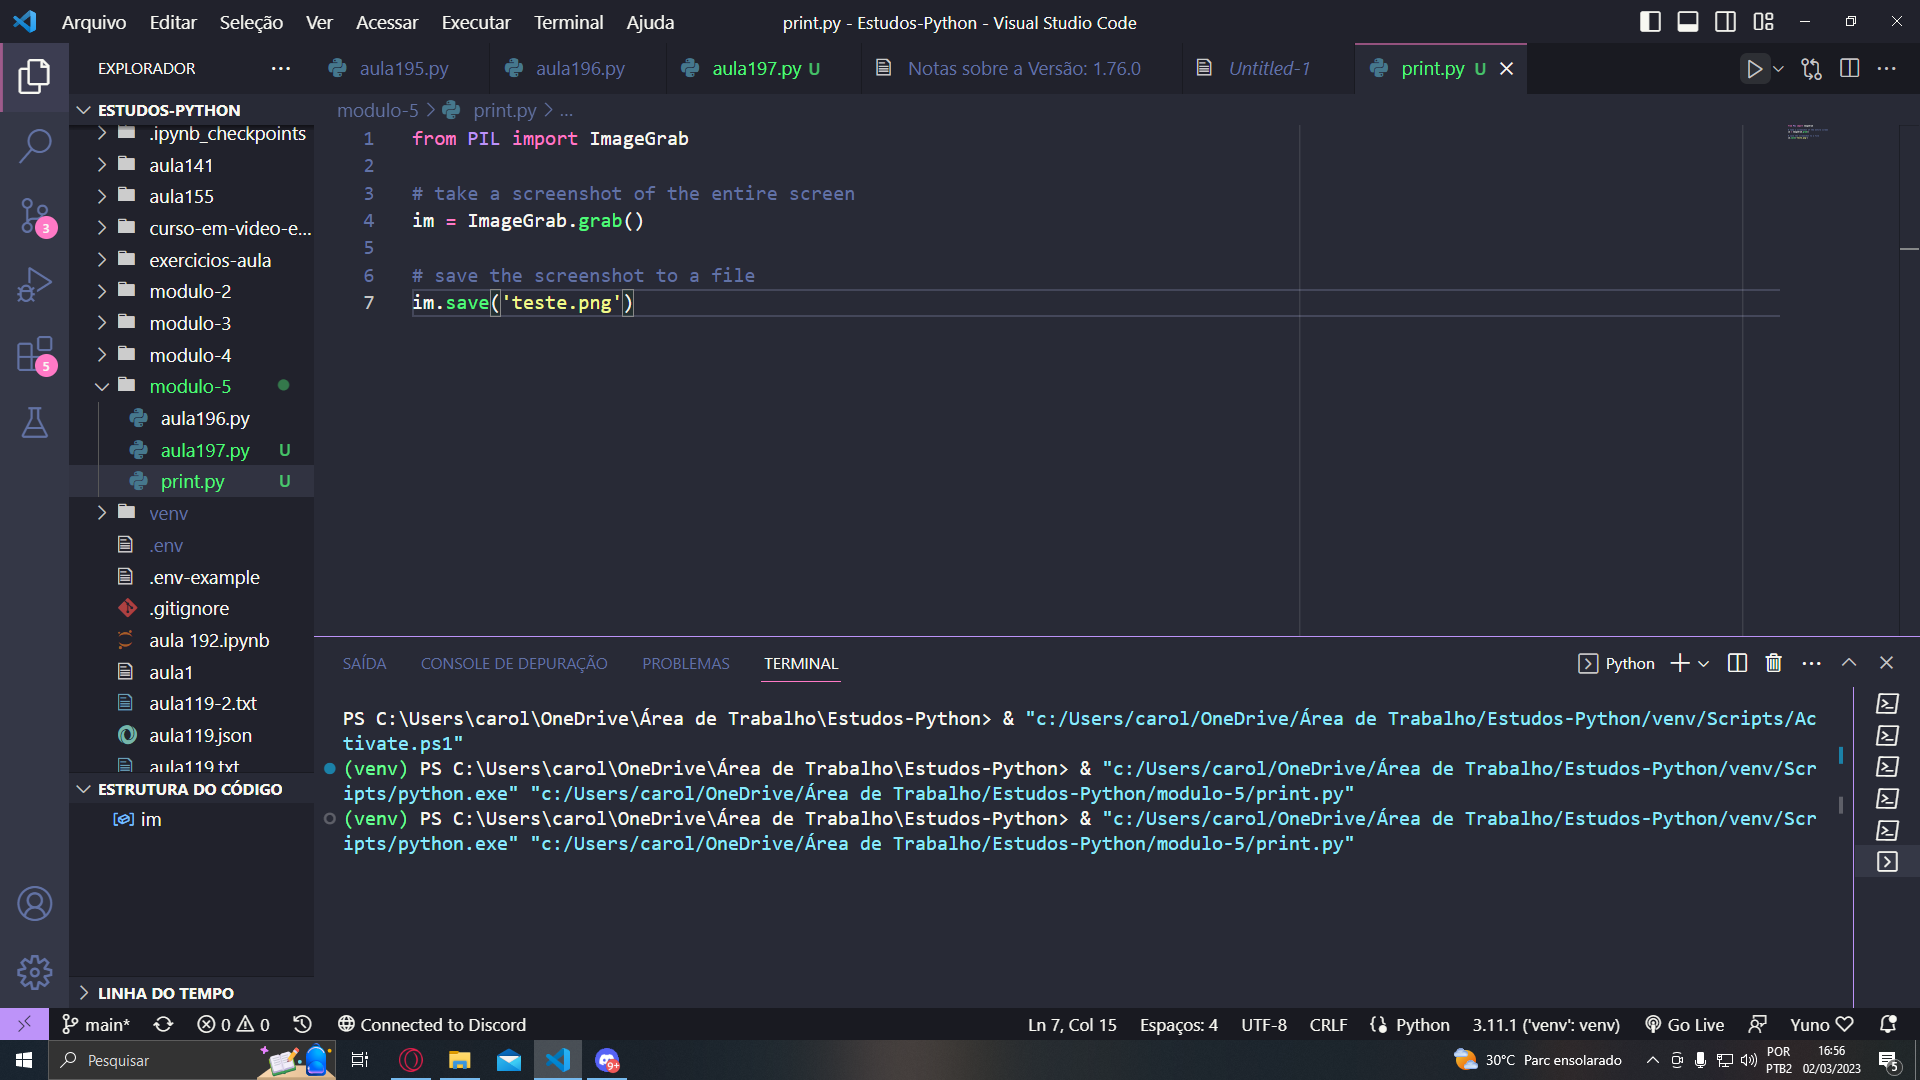 Arquivo Editar Seleção Ver Acessar Executar Terminal Ajuda
print.py - Estudos-Python - Visual Studio Code
EXPLORADOR
aula195.py
aula196.py
aula197.py U
Notas sobre a Versão: 1.76.0
Untitled-1
print.py U
ESTUDOS-PYTHON
.ipynb_checkpoints
aula141
aula155
curso-em-video-e...
exercicios-aula
modulo-2
modulo-3
modulo-4
modulo-5
aula196.py
aula197.py U
print.py U
venv
.env
.env-example
.gitignore
aula 192.ipynb
aula1
aula119-2.txt
aula119.json
aula119.txt
ESTRUTURA DO CÓDIGO
im
LINHA DO TEMPO
3
5
modulo-5 > print.py > ...
1 from PIL import ImageGrab
2
3 # take a screenshot of the entire screen
4 im = ImageGrab.grab()
5
6 # save the screenshot to a file
7 im.save('teste.png')
SAÍDA CONSOLE DE DEPURAÇÃO PROBLEMAS TERMINAL
Python
PS C:\Users\carol\OneDrive\Área de Trabalho\Estudos-Python> & "c:/Users/carol/OneDrive/Área de Trabalho/Estudos-Python/venv/Scripts/Ac
tivate.ps1"
(venv) PS C:\Users\carol\OneDrive\Área de Trabalho\Estudos-Python> & "c:/Users/carol/OneDrive/Área de Trabalho/Estudos-Python/venv/Scr
ipts/python.exe" "c:/Users/carol/OneDrive/Área de Trabalho/Estudos-Python/modulo-5/print.py"
(venv) PS C:\Users\carol\OneDrive\Área de Trabalho\Estudos-Python> & "c:/Users/carol/OneDrive/Área de Trabalho/Estudos-Python/venv/Scr
ipts/python.exe" "c:/Users/carol/OneDrive/Área de Trabalho/Estudos-Python/modulo-5/print.py"
main* 0 0 Connected to Discord
Ln 7, Col 15 Espaços: 4 UTF-8 CRLF Python 3.11.1 ('venv': venv) Go Live Yuno
Pesquisar
9+
30°C Parc ensolarado
POR
PTB2
16:56
02/03/2023
5